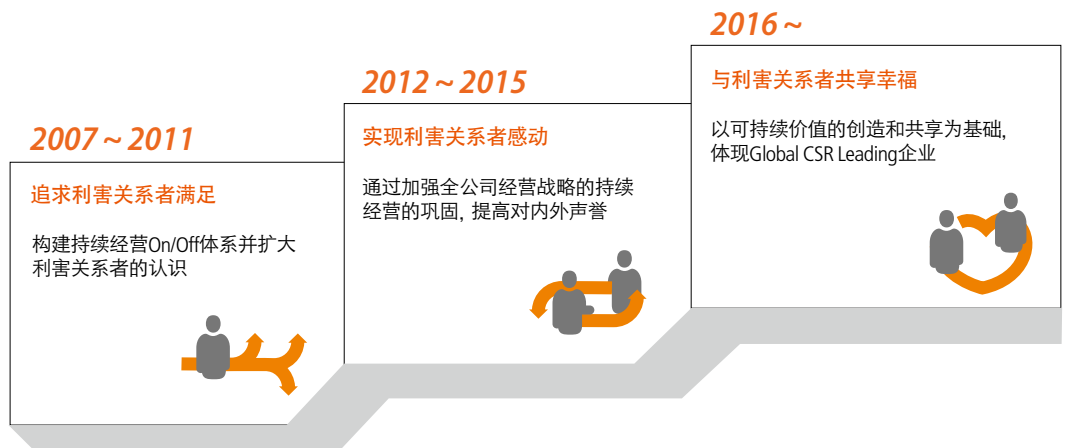 2007~2011
追求利害关系者满足
构建持续经营On/Off体系并扩大
利害关系者的认识
2012~2015
实现利害关系者感动
通过加强全公司经营战略的持续
经营的巩固, 提高对内外声誉
2016~
与利害关系者共享幸福
以可持续价值的创造和共享为基础,
体现Global CSR Leading企业